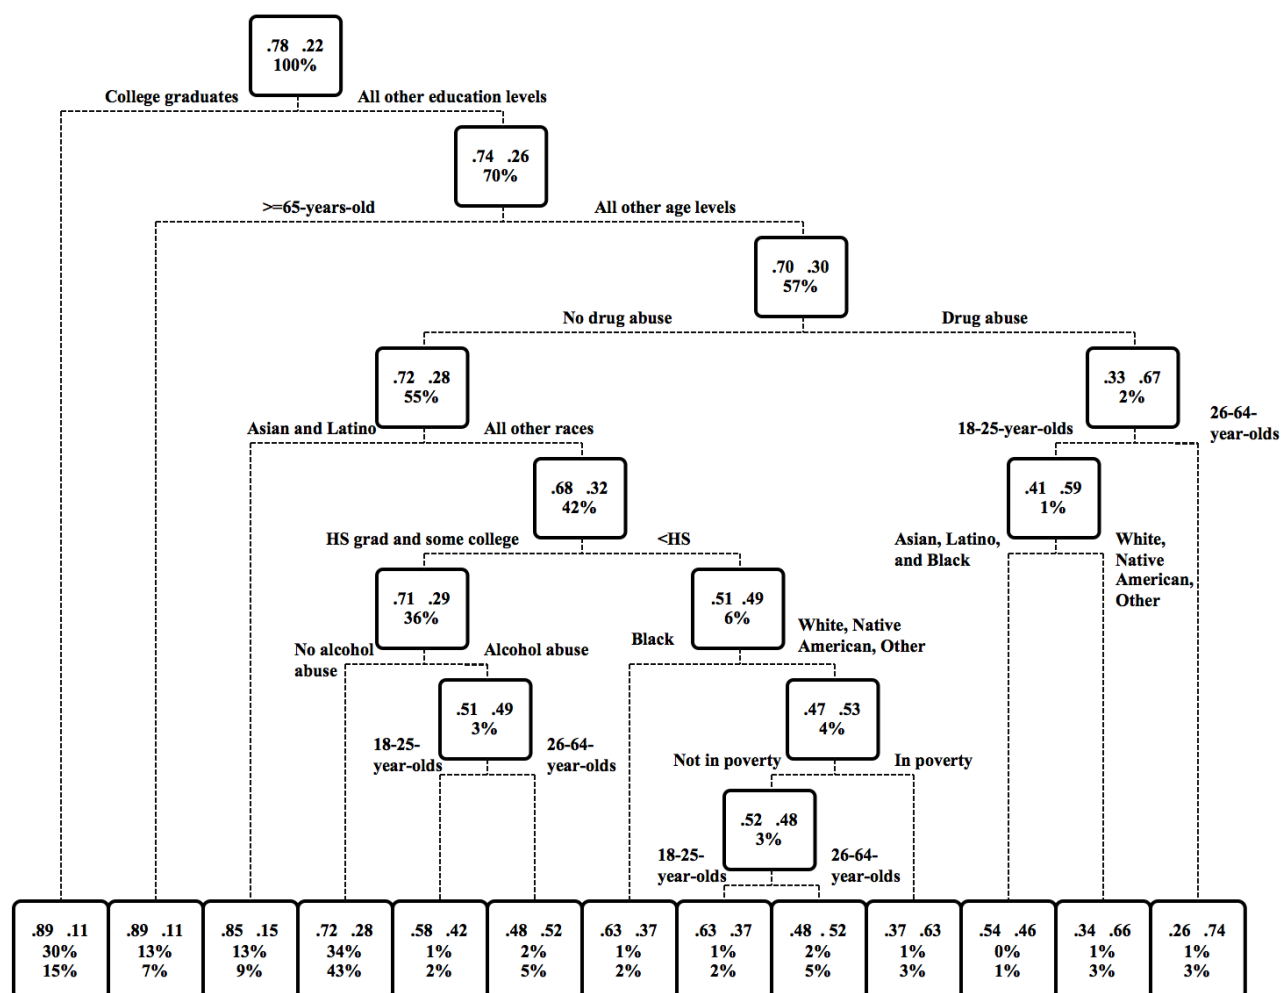 .78 .22
100%
College graduates
All other education levels
.74 .26
70%
>=65-years-old
All other age levels
.70 .30
57%
No drug abuse
Drug abuse
.72 .28
55%
.33 .67
2%
Asian and Latino
All other races
18-25-year-olds
26-64-
year-olds
.68 .32
42%
.41 .59
1%
HS grad and some college
<HS
Asian, Latino,
and Black
White,
Native
American,
Other
.71 .29
36%
.51 .49
6%
No alcohol
abuse
Alcohol abuse
Black
White, Native
American, Other
.51 .49
3%
.47 .53
4%
18-25-
year-olds
26-64-
year-olds
Not in poverty
In poverty
.52 .48
3%
18-25-
year-olds
26-64-
year-olds
.89 .11
30%
15%
.89 .11
13%
7%
.85 .15
13%
9%
.72 .28
34%
43%
.58 .42
1%
2%
.48 .52
2%
5%
.63 .37
1%
2%
.63 .37
1%
2%
.48 .52
2%
5%
.37 .63
1%
3%
.54 .46
0%
1%
.34 .66
1%
3%
.26 .74
1%
3%